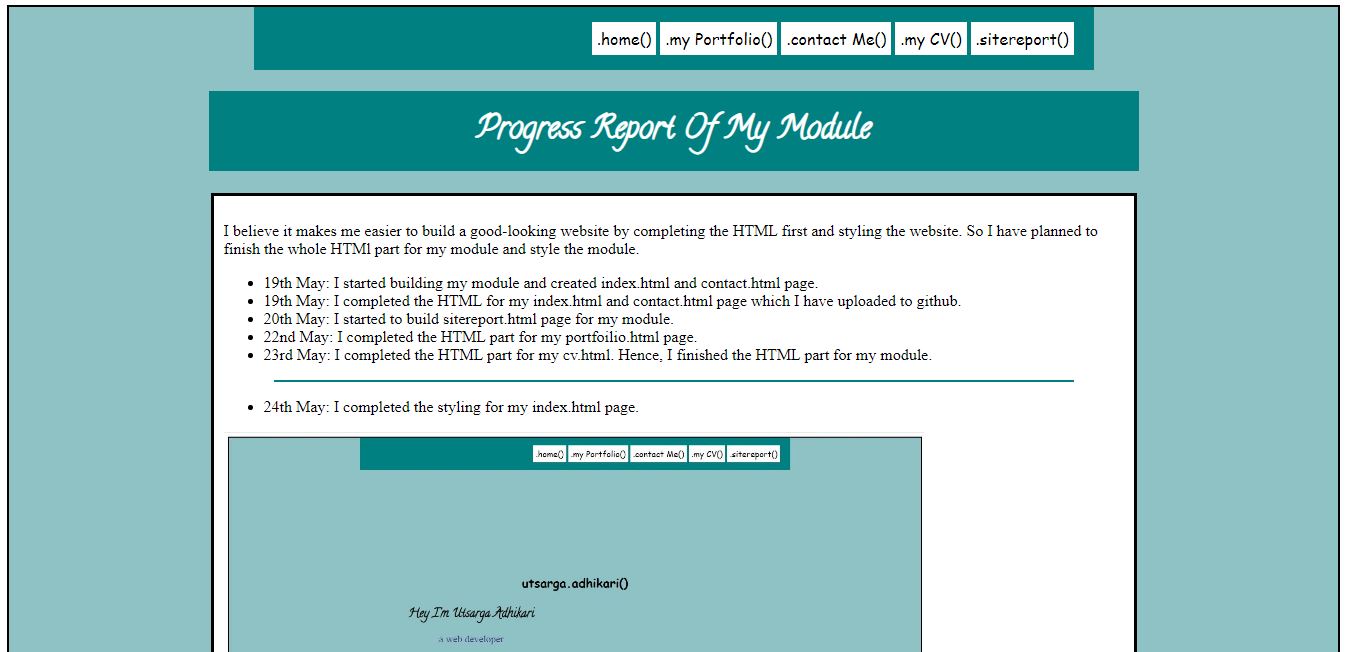 .home() .my Portfolio() .contact Me() .my CV() .sitereport()
Progress Report Of My Module
I believe it makes me easier to build a good-looking website by completing the HTML first and styling the website. So I have planned to
finish the whole HTMl part for my module and style the module.
• 19th May: I started building my module and created index.html and contact.html page.
• 19th May: I completed the HTML for my index.html and contact.html page which I have uploaded to github.
• 20th May: I started to build sitereport.html page for my module.
• 22nd May: I completed the HTML part for my portfoilio.html page.
• 23rd May: I completed the HTML part for my cv.html. Hence, I finished the HTML part for my module.
• 24th May: I completed the styling for my index.html page.
.home() .my Portfolio() .contact Me() .my CV() .sitereport()
utsarga.adhikari()
Hey I'm Utsarga Adhikari
a web developer